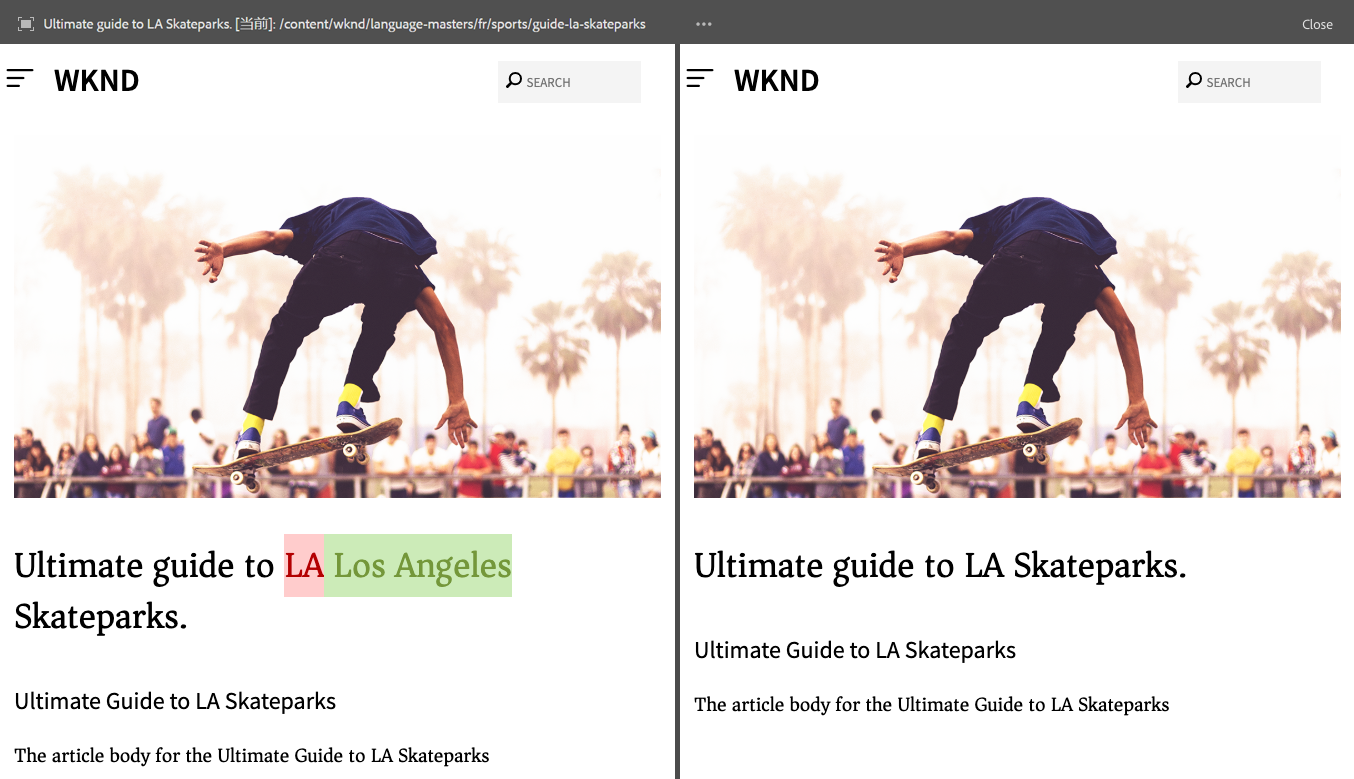 Ultimate guide to LA Skateparks. [当前]: /content/wknd/language-masters/fr/sports/guide-la-skateparks
Close
WKND
SEARCH
Ultimate guide to LA Los Angeles
Skateparks.
Ultimate Guide to LA Skateparks
The article body for the Ultimate Guide to LA Skateparks
WKND
SEARCH
Ultimate guide to LA Skateparks.
Ultimate Guide to LA Skateparks
The article body for the Ultimate Guide to LA Skateparks